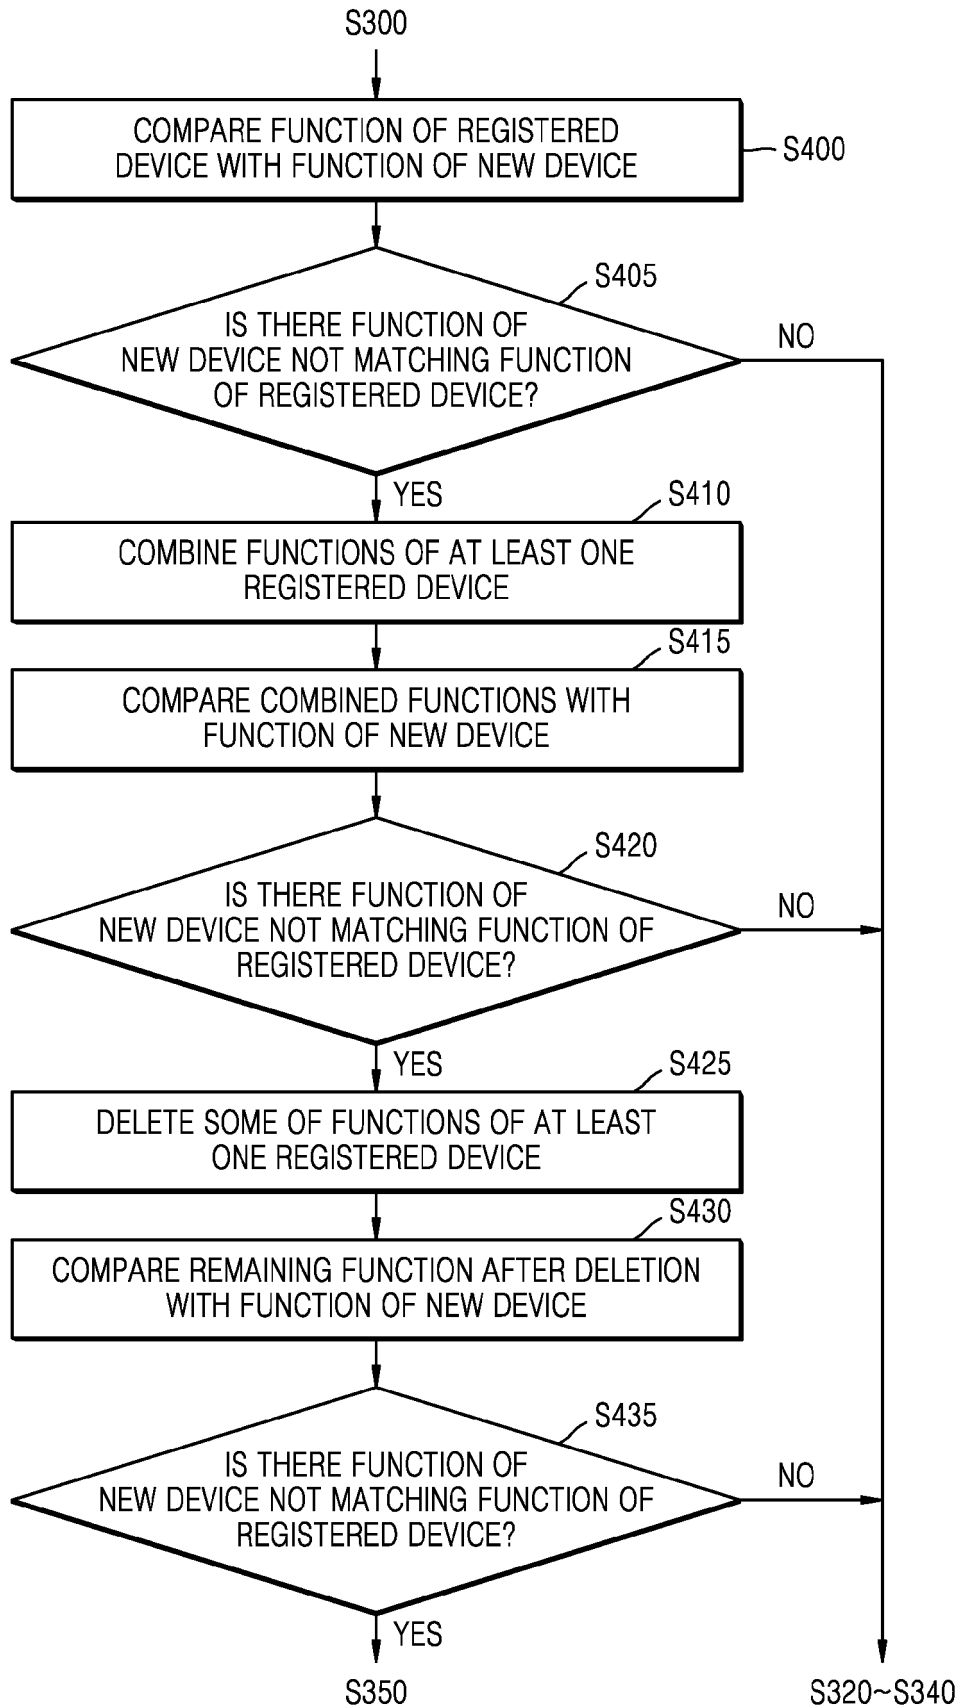 S300
COMPARE FUNCTION OF REGISTERED
DEVICE WITH FUNCTION OF NEW DEVICE
S400
S405
IS THERE FUNCTION OF
NEW DEVICE NOT MATCHING FUNCTION
OF REGISTERED DEVICE?
NO
YES
S410
COMBINE FUNCTIONS OF AT LEAST ONE
REGISTERED DEVICE
S415
COMPARE COMBINED FUNCTIONS WITH
FUNCTION OF NEW DEVICE
S420
IS THERE FUNCTION OF
NEW DEVICE NOT MATCHING FUNCTION OF
REGISTERED DEVICE?
NO
YES
S425
DELETE SOME OF FUNCTIONS OF AT LEAST
ONE REGISTERED DEVICE
S430
COMPARE REMAINING FUNCTION AFTER DELETION
WITH FUNCTION OF NEW DEVICE
S435
IS THERE FUNCTION OF
NEW DEVICE NOT MATCHING FUNCTION OF
REGISTERED DEVICE?
NO
YES
S350
S320~S340